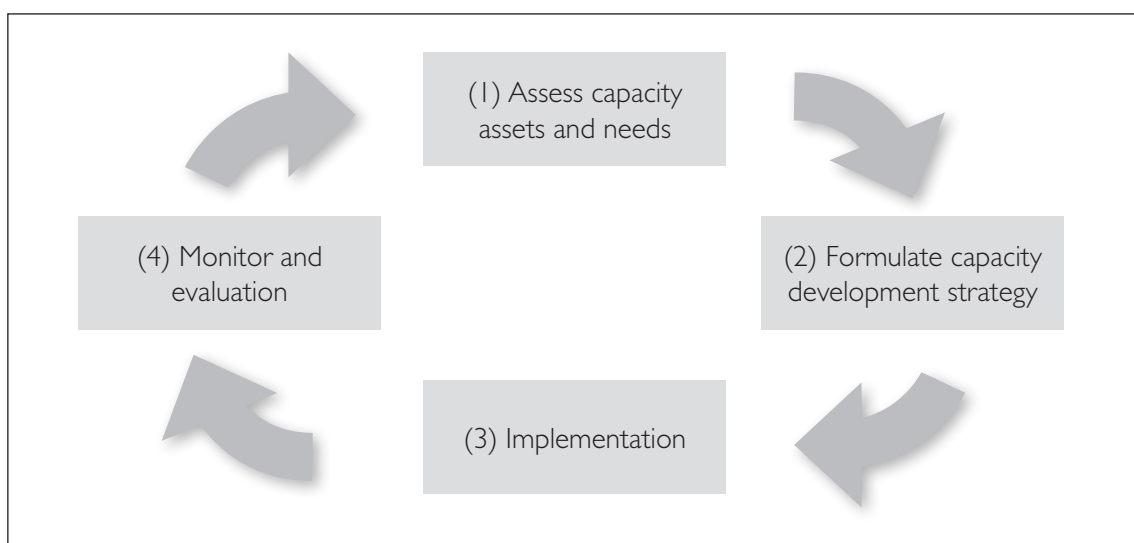 (1) Assess capacity
assets and needs
(2) Formulate capacity
development strategy
(3) Implementation
(4) Monitor and
evaluation